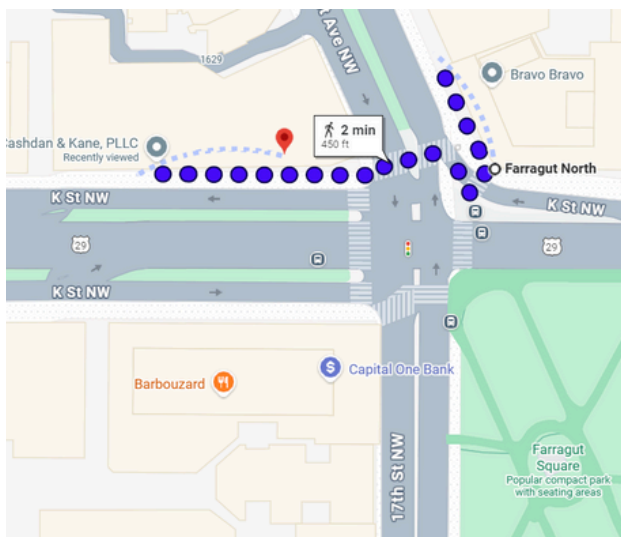 1629
t Ave NW
Bravo Bravo
Cashdan & Kane, PLLC
Recently viewed
2 min
450 ft
Farragut North
K St NW
K St NW
29
29
K St NW
Barbouzard
Capital One Bank
17th St NW
Farragut
Square
Popular compact park
with seating areas